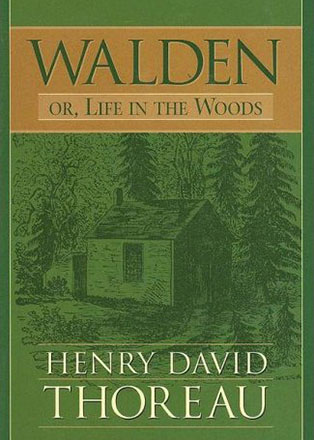 WALDEN
OR, LIFE IN THE WOODS
HENRY DAVID
THOREAU